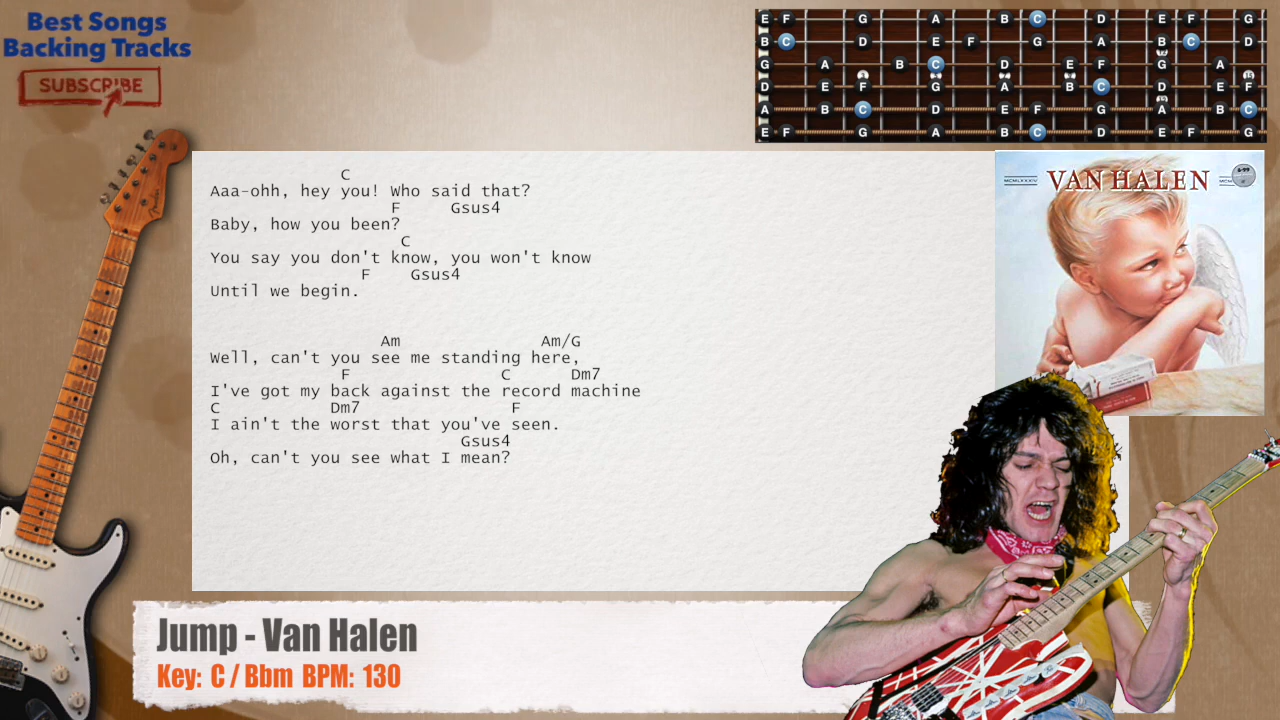 Best Songs
Backing Tracks
SUBSCRIBE
E F G A B C D E F G
B C D E F G A B C D
G A B C D E F G A
D E F G A B C D E F
A B C D E F G A B C
E F G A B C D E F G
C
Aaa-ohh, hey you! Who said that?
F Gsus4
Baby, how you been?
C
You say you don't know, you won't know
F Gsus4
Until we begin.
Am Am/G
Well, can't you see me standing here,
F C Dm7
I've got my back against the record machine
C Dm7 F
I ain't the worst that you've seen.
Gsus4
Oh, can't you see what I mean?
MCMLXXXIV VAN HALEN
Jump - Van Halen
Key: C / Bbm BPM: 130